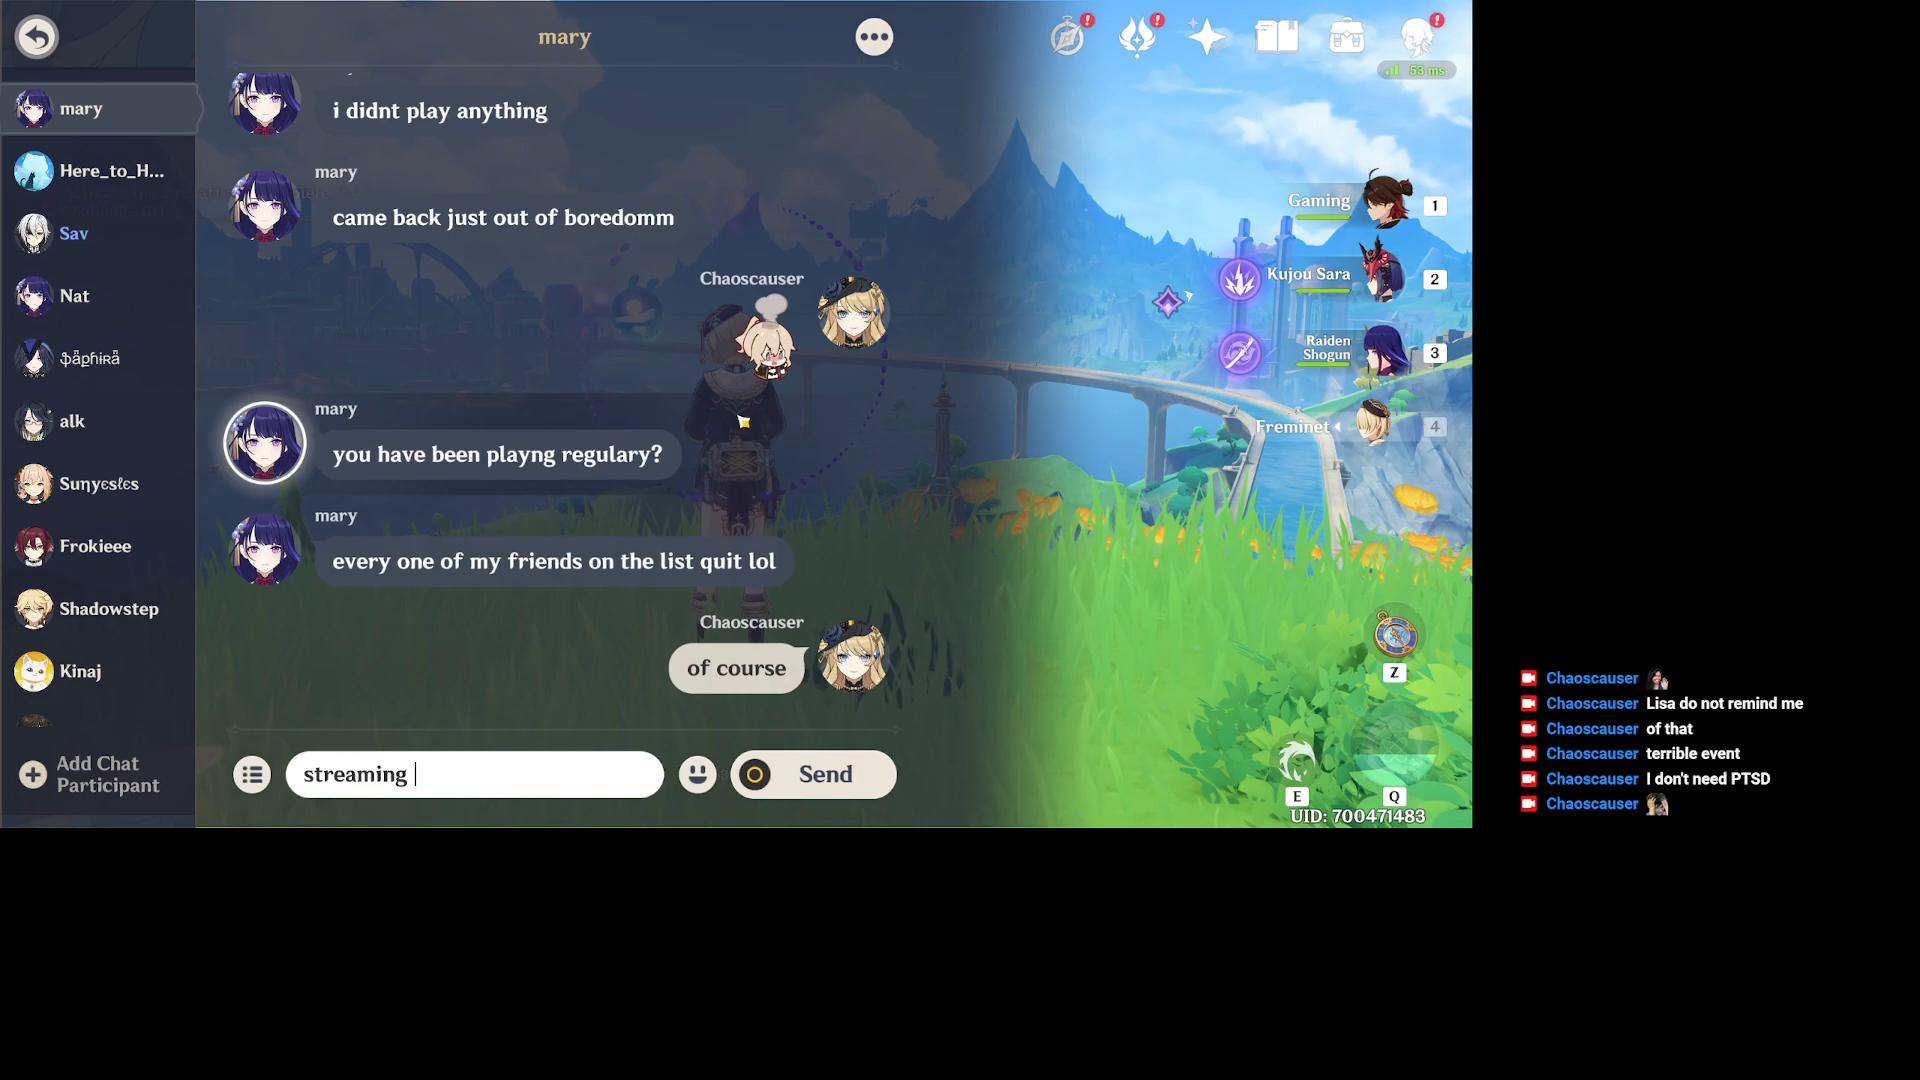 mary
mary
Here_to_H...
Sav
Nat
alk
Frokieee
Shadowstep
Kinaj
Add Chat
Participant
i didnt play anything
mary
came back just out of boredomm
Chaoscauser
mary
you have been playng regulary?
mary
every one of my friends on the list quit lol
Chaoscauser
of course
streaming
Send
53 ms
Gaming
1
Kujou Sara
2
Raiden
Shogun
3
Freminet
4
Z
E
Q
UID: 700471483
Chaoscauser
Chaoscauser Lisa do not remind me
Chaoscauser of that
Chaoscauser terrible event
Chaoscauser I don't need PTSD
Chaoscauser